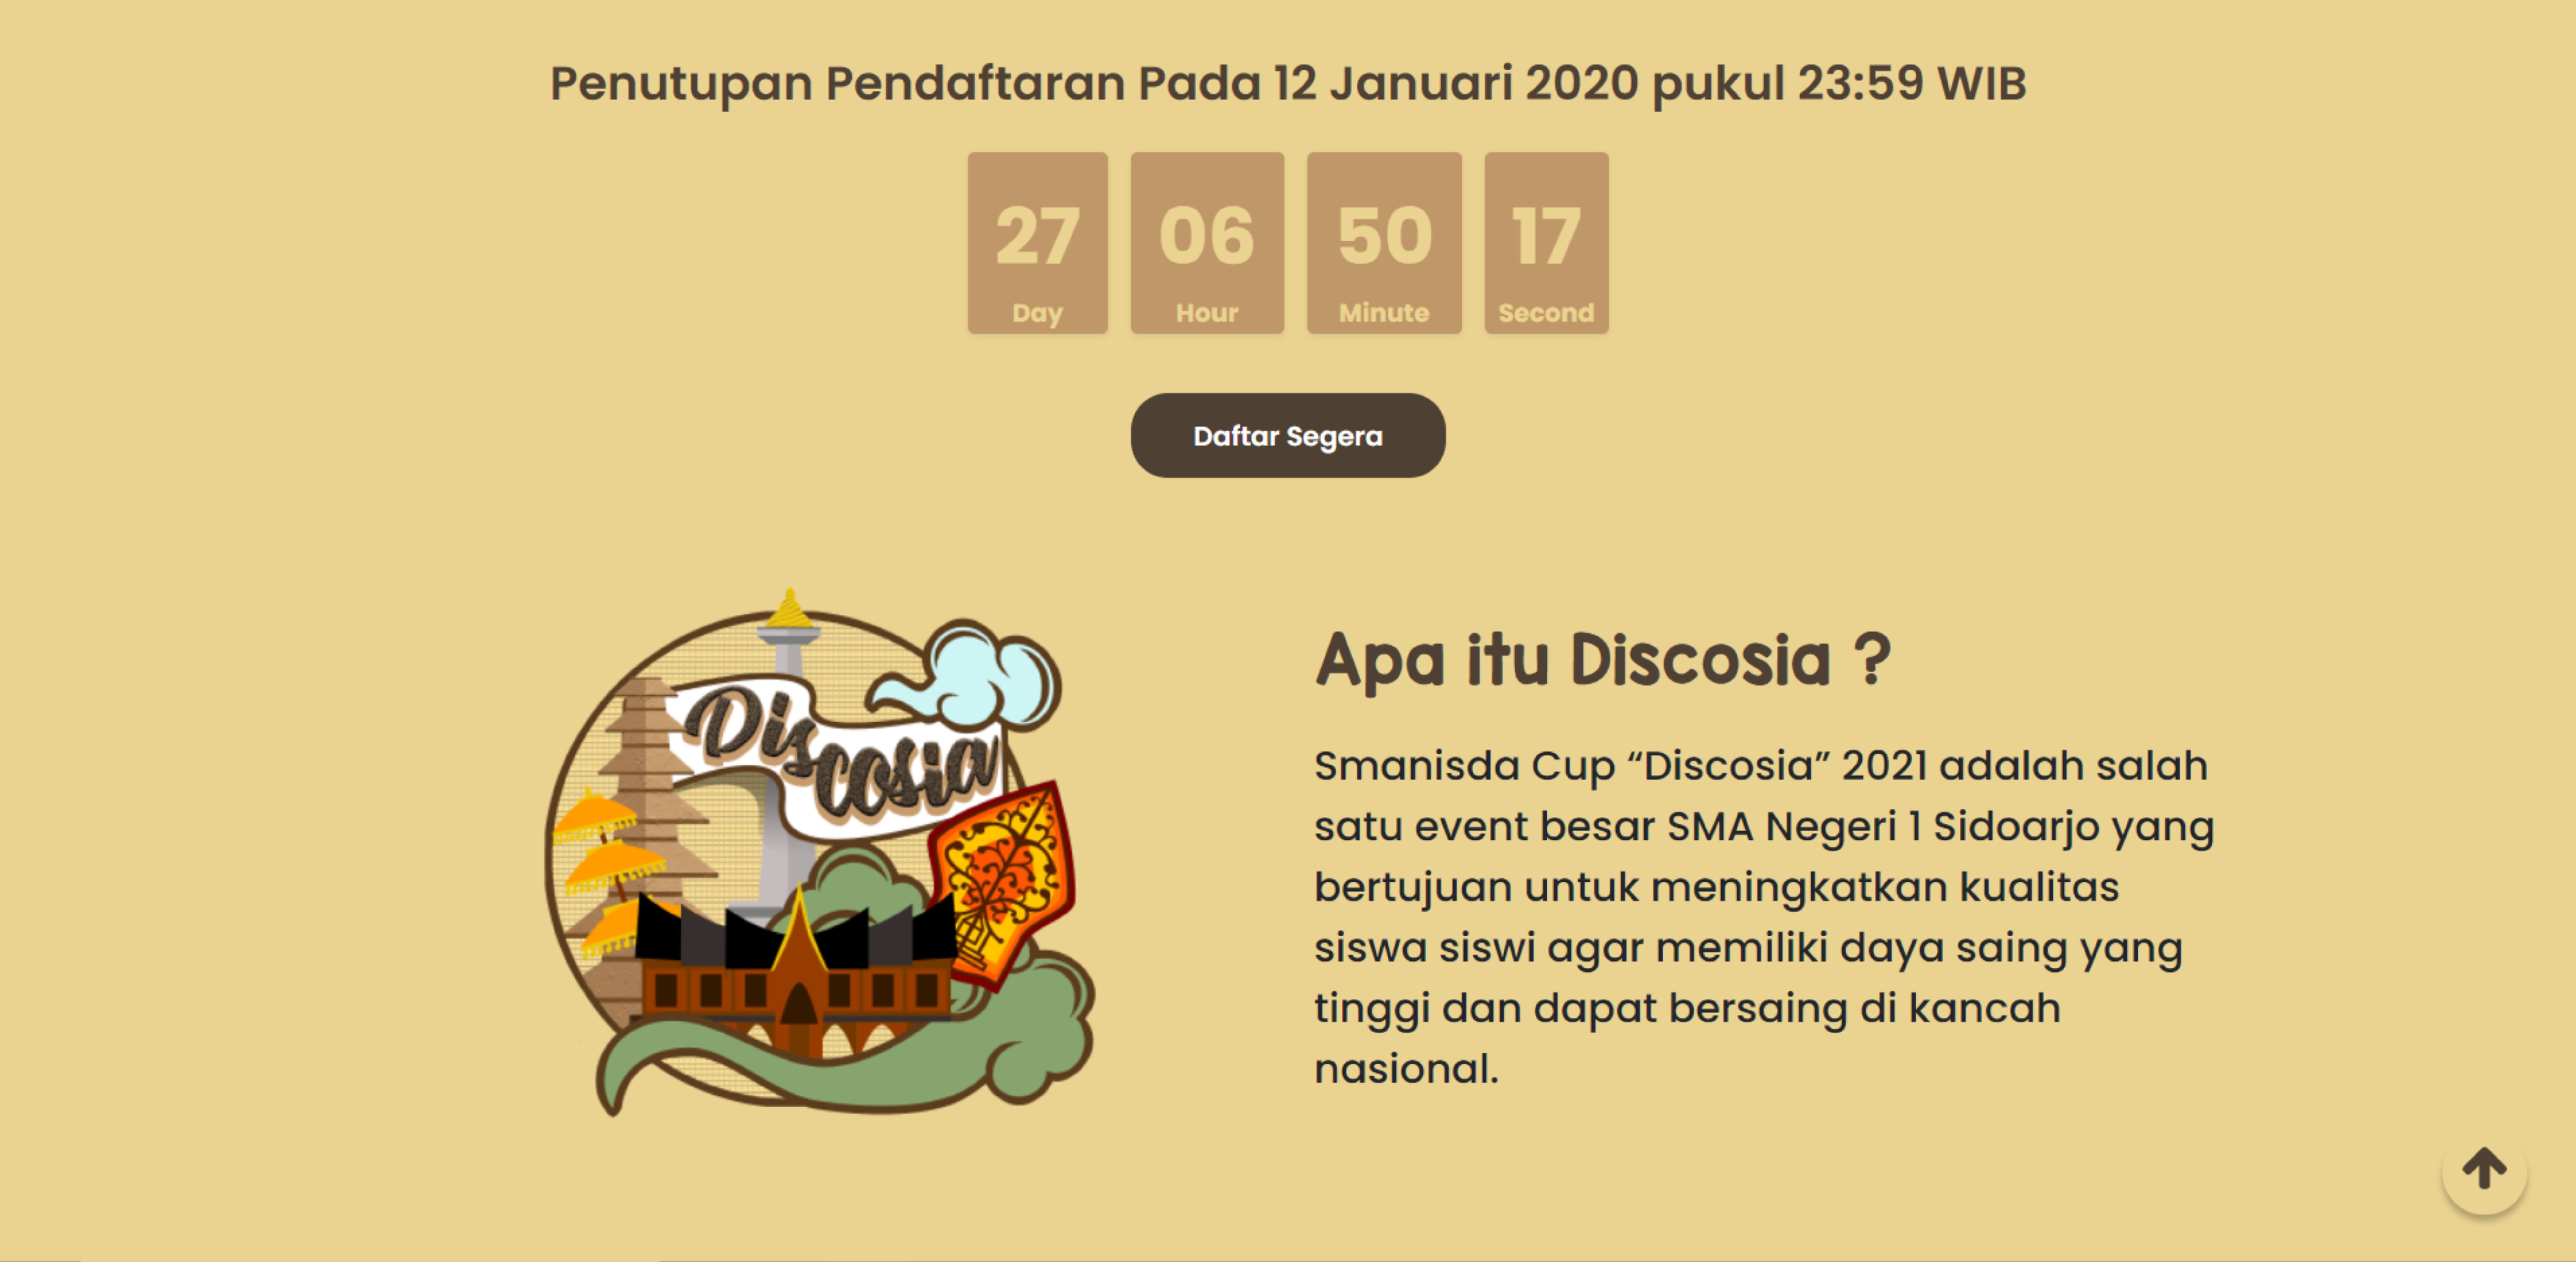 Penutupan Pendaftaran Pada 12 Januari 2020 pukul 23:59 WIB
27 06 50 17
Day Hour Minute Second
Daftar Segera
Discosia
Apa itu Discosia ?
Smanisda Cup “Discosia” 2021 adalah salah
satu event besar SMA Negeri 1 Sidoarjo yang
bertujuan untuk meningkatkan kualitas
siswa siswi agar memiliki daya saing yang
tinggi dan dapat bersaing di kancah
nasional.